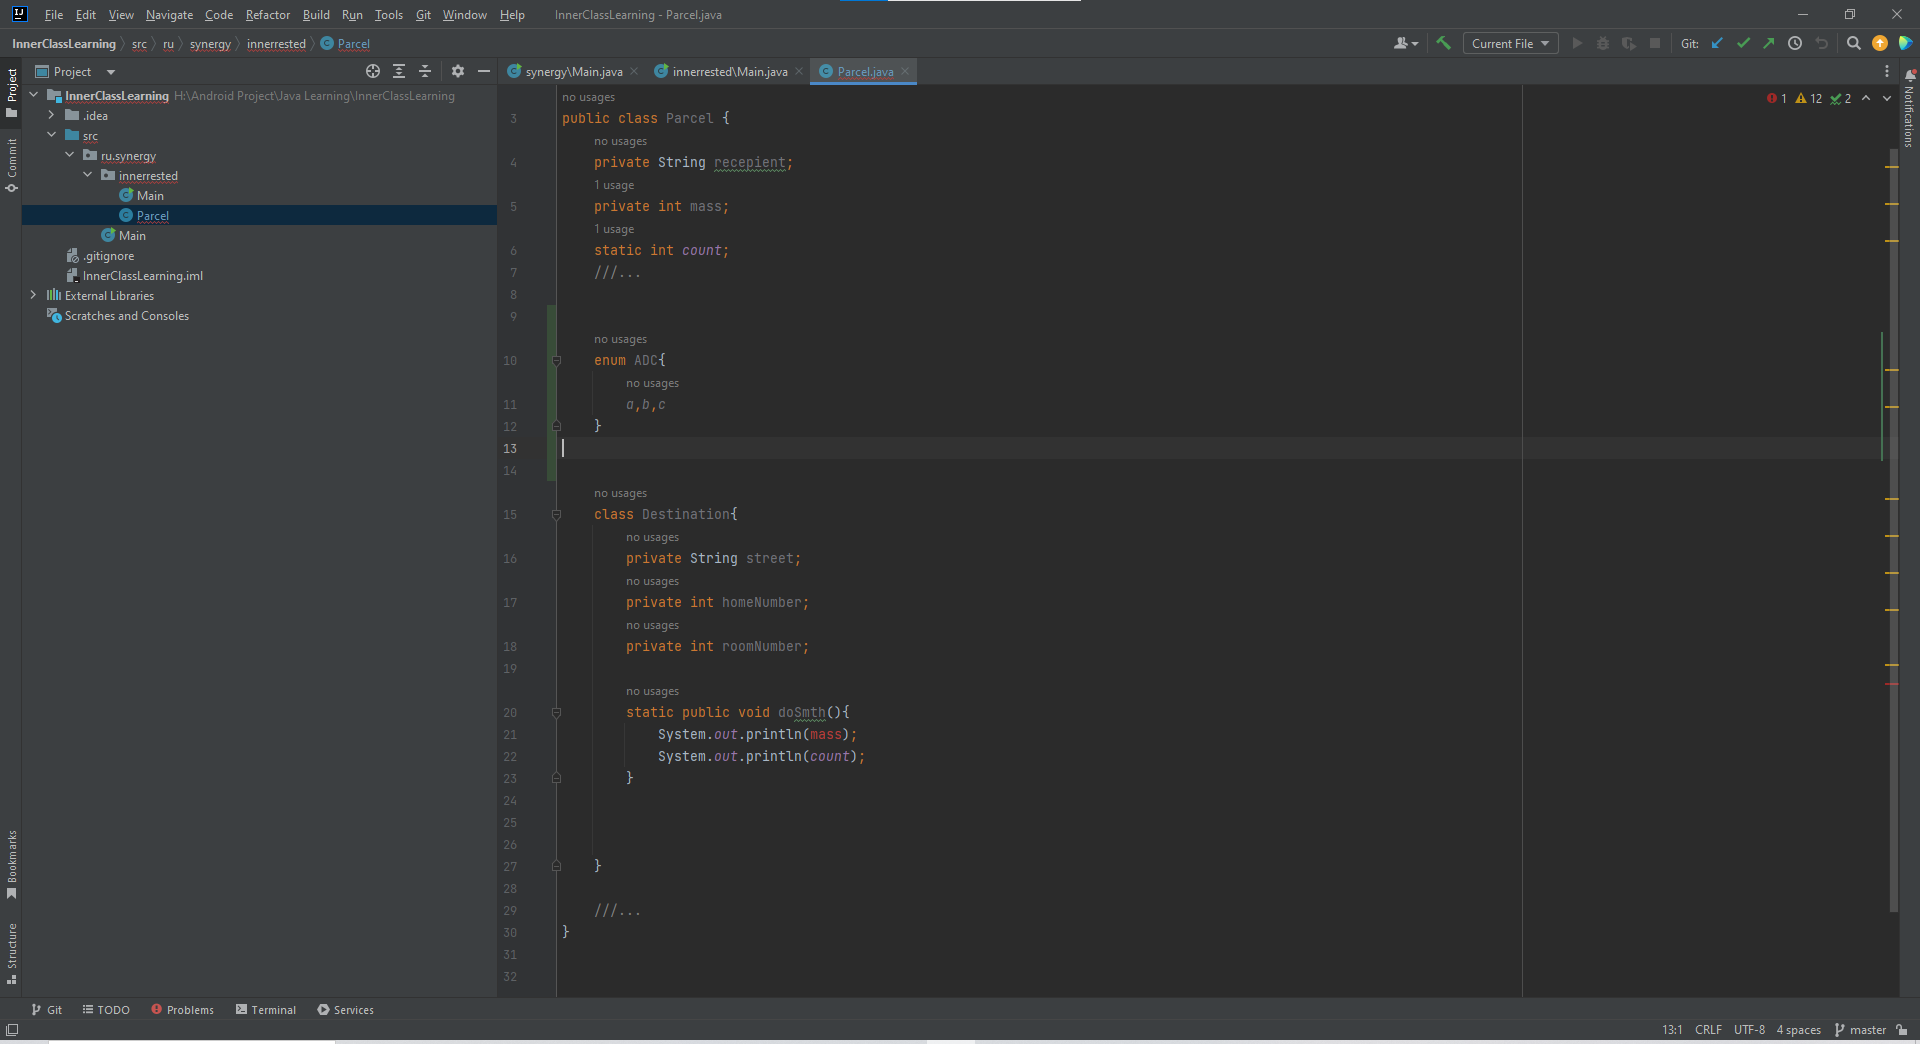 File Edit View Navigate Code Refactor Build Run Tools Git Window Help InnerClassLearning - Parcel.java
InnerClassLearning src ru synergy innerrested Parcel Current File Git:
Project synergy\Main.java innerrested\Main.java Parcel.java
Project
Commit
Bookmarks
Structure
Notifications
InnerClassLearning H:\Android Project\Java Learning\InnerClassLearning
.idea
src
ru.synergy
innerrested
Main
Parcel
Main
.gitignore
InnerClassLearning.iml
External Libraries
Scratches and Consoles
1 12 2
no usages
3 public class Parcel {
no usages
4 private String recepient;
1 usage
5 private int mass;
1 usage
6 static int count;
7 ///...
8
9
no usages
10 enum ADC{
no usages
11 a,b,c
12 }
13
14
no usages
15 class Destination{
no usages
16 private String street;
no usages
17 private int homeNumber;
no usages
18 private int roomNumber;
19
no usages
20 static public void doSmth(){
21 System.out.println(mass);
22 System.out.println(count);
23 }
24
25
26
27 }
28
29 ///...
30 }
31
32
Git TODO Problems Terminal Services
13:1 CRLF UTF-8 4 spaces master